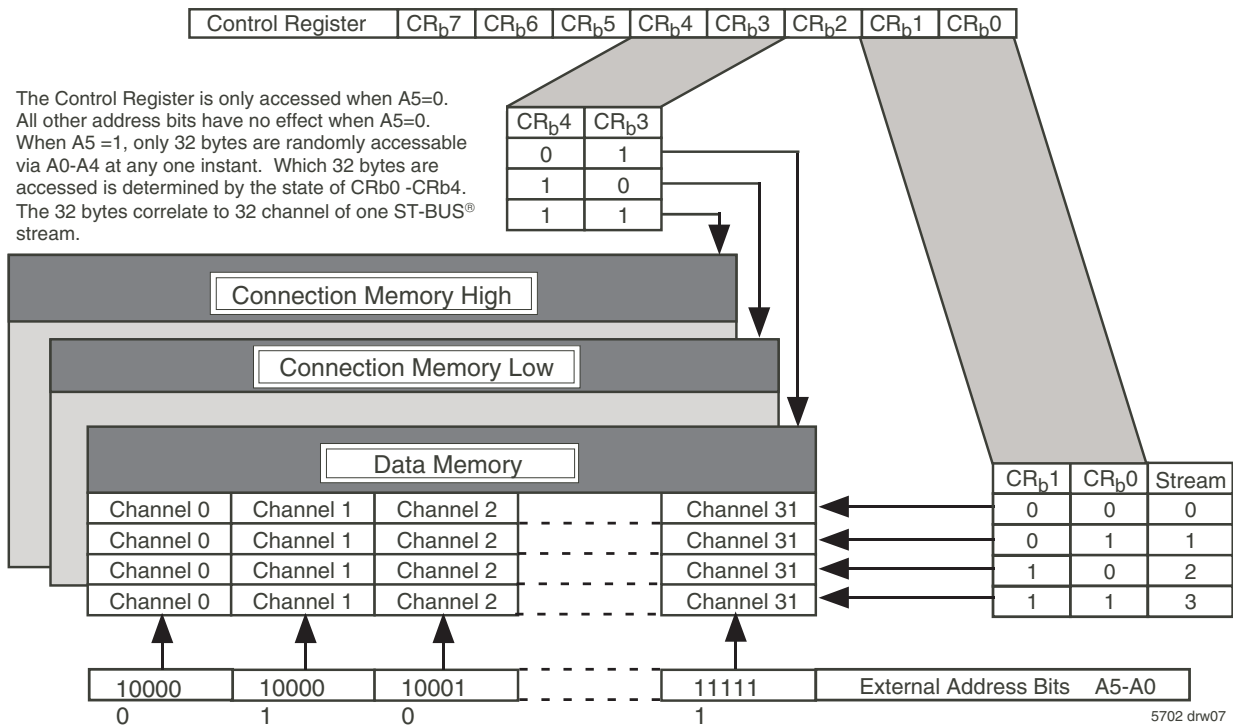 Control Register CRb7 CRb6 CRb5 CRb4 CRb3 CRb2 CRb1 CRb0
The Control Register is only accessed when A5=0.
All other address bits have no effect when A5=0.
When A5 =1, only 32 bytes are randomly accessable
via A0-A4 at any one instant. Which 32 bytes are
accessed is determined by the state of CRb0 -CRb4.
The 32 bytes correlate to 32 channel of one ST-BUS®
stream.
CRb4 CRb3
0 1
1 0
1 1
Connection Memory High
Connection Memory Low
Data Memory
CRb1 CRb0 Stream
Channel 0 Channel 1 Channel 2 Channel 31 0 0 0
Channel 0 Channel 1 Channel 2 Channel 31 0 1 1
Channel 0 Channel 1 Channel 2 Channel 31 1 0 2
Channel 0 Channel 1 Channel 2 Channel 31 1 1 3
10000 10000 10001 11111 External Address Bits A5-A0
0 1 0 1
5702 drw07